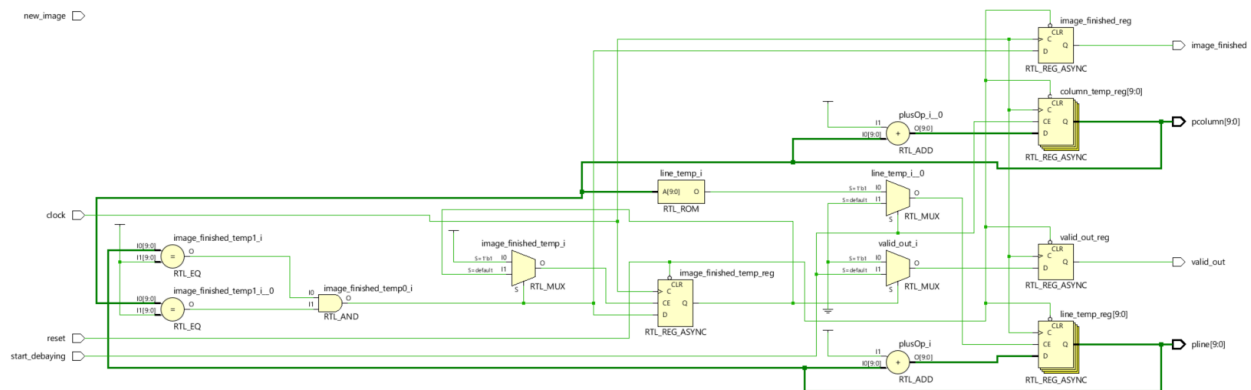 new_image
image_finished_reg
CLR
C
D
Q
image_finished
RTL_REG_ASYNC
column_temp_reg[9:0]
CLR
C
CE
D
Q
pcolumn[9:0]
RTL_REG_ASYNC
plusOp_i__0
I1
I0[9:0]
+
O[9:0]
RTL_ADD
line_temp_i
A[9:0]
O
RTL_ROM
line_temp_i__0
S=1'b1
I0
S=default
I1
O
S
RTL_MUX
clock
image_finished_temp1_i
I0[9:0]
I1[9:0]
=
O
RTL_EQ
image_finished_temp_i
S=1'b1
I0
S=default
I1
O
S
RTL_MUX
valid_out_i
S=1'b1
I0
S=default
I1
O
S
RTL_MUX
valid_out_reg
CLR
C
D
Q
valid_out
RTL_REG_ASYNC
image_finished_temp_reg
CLR
C
CE
D
Q
RTL_REG_ASYNC
image_finished_temp1_i__0
I0[9:0]
I1[9:0]
=
O
RTL_EQ
image_finished_temp0_i
I0
I1
O
RTL_AND
line_temp_reg[9:0]
CLR
C
CE
D
Q
pline[9:0]
RTL_REG_ASYNC
reset
start_debaying
plusOp_i
I1
I0[9:0]
+
O[9:0]
RTL_ADD